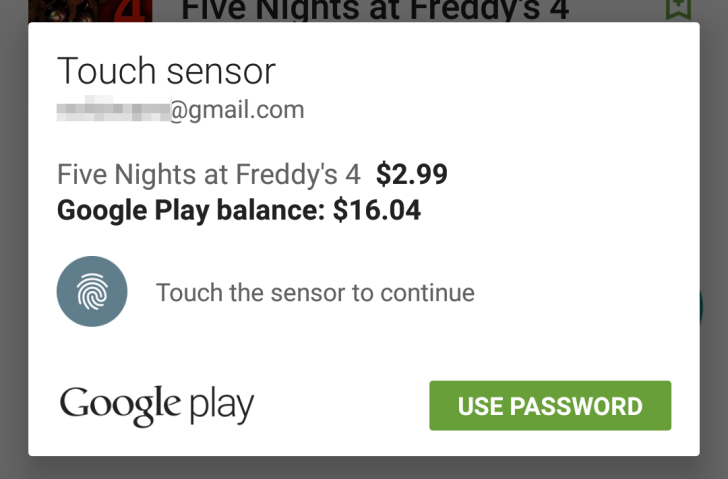 4 Five Nights at Freddy's 4
Touch sensor
@gmail.com
Five Nights at Freddy's 4 $2.99
Google Play balance: $16.04
Touch the sensor to continue
Google play
USE PASSWORD